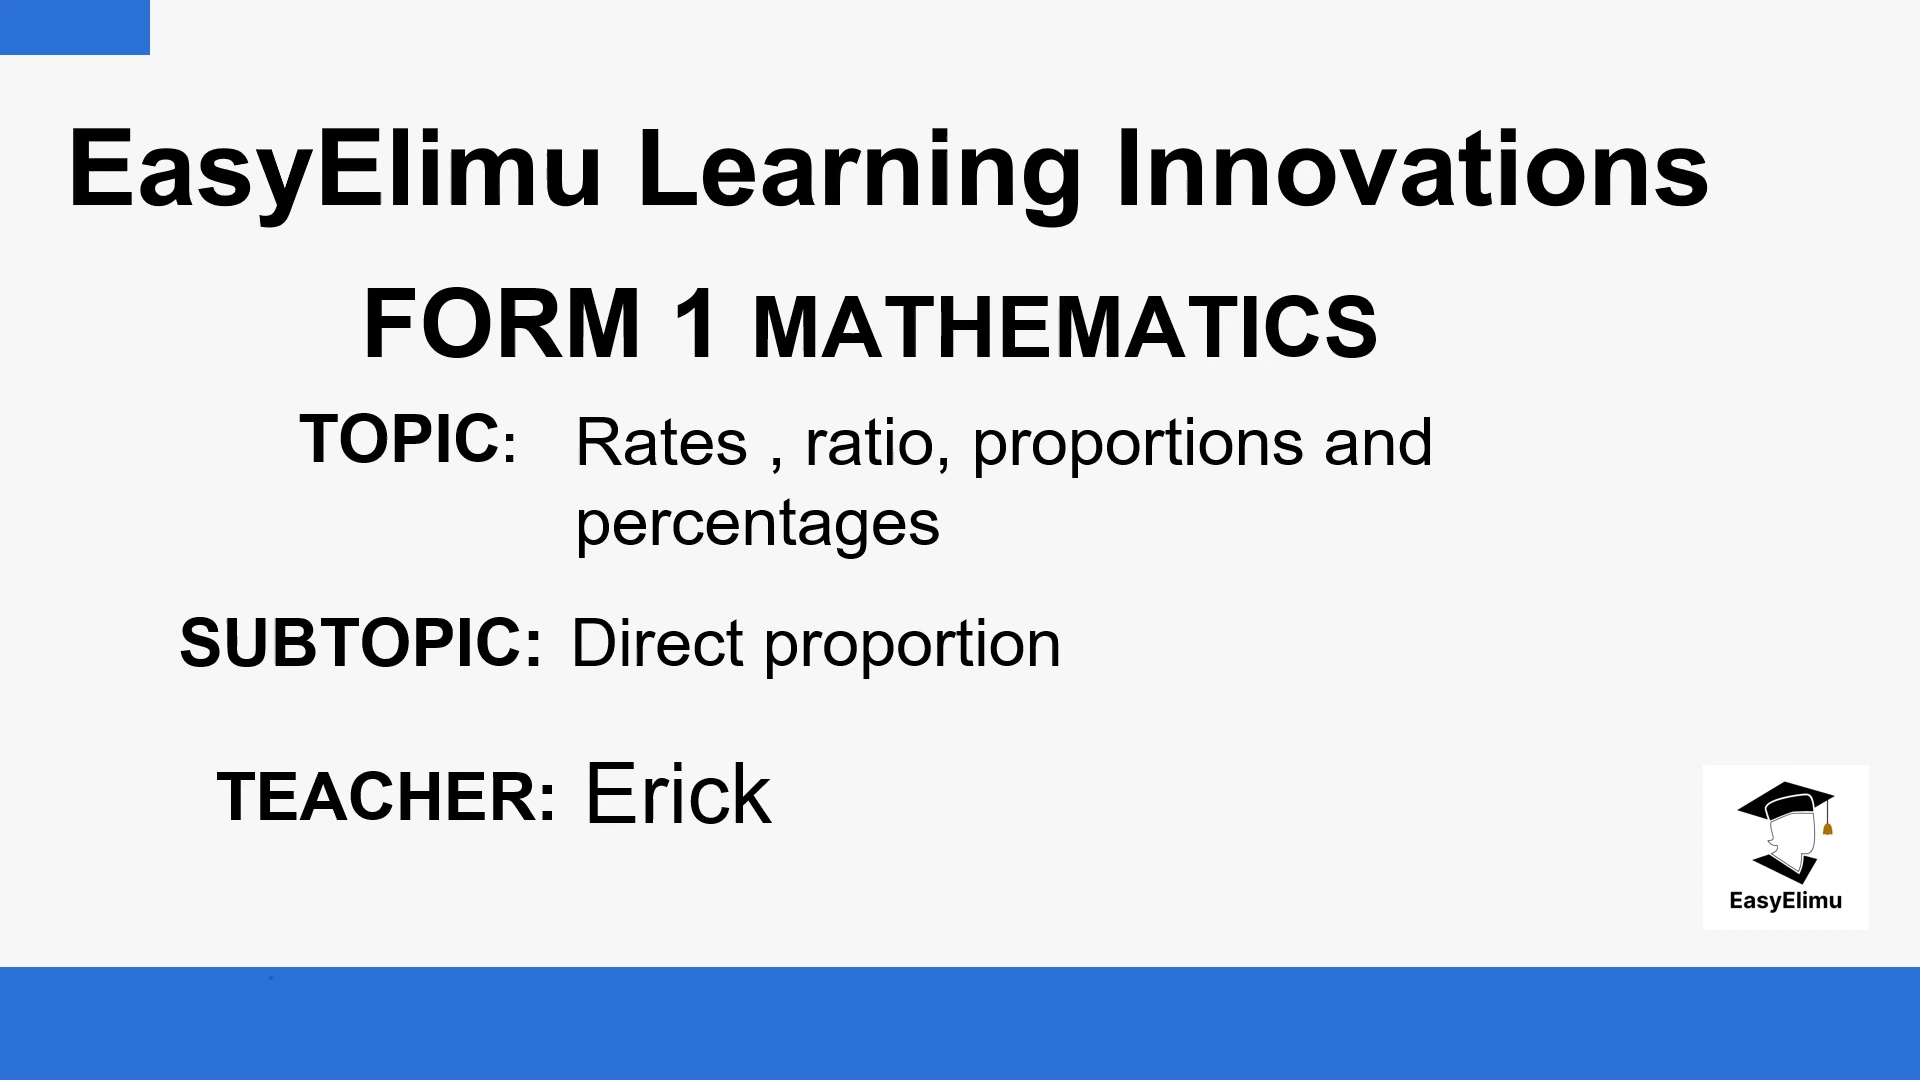 EasyElimu Learning Innovations
FORM 1 MATHEMATICS
TOPIC: Rates , ratio, proportions and
percentages
SUBTOPIC: Direct proportion
TEACHER: Erick
EasyElimu